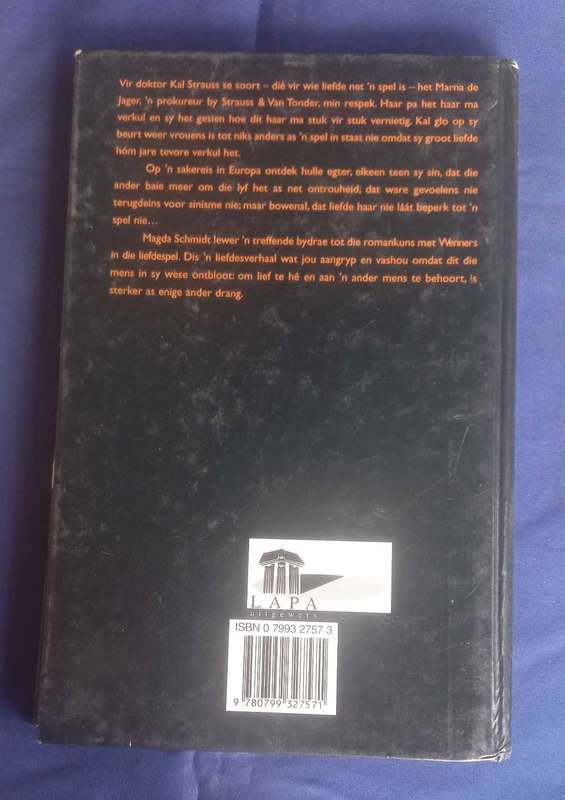 Vir doktor Kal Strauss se soort – dié vir wie liefde net 'n spel is – het Marna de
Jager, 'n prokureur by Strauss & Van Tonder, min respek. Haar pa het haar ma
verkul en sy het gesien hoe dit haar ma stuk vir stuk vernietig. Kal glo op sy
beurt weer vrouens is tot niks anders as 'n spel in staat nie omdat sy groot liefde
hóm jare tevore verkul het.
Op 'n sakereis in Europa ontdek hulle egter, elkeen teen sy sin, dat die
ander baie meer om die lyf het as net ontrouheid; dat ware gevoelens nie
terugdeins voor sinisme nie; maar bowenal, dat liefde haar nie láát beperk tot 'n
spel nie...
Magda Schmidt lewer 'n treffende bydrae tot die romankuns met Wenners
in die liefdespel. Dis 'n liefdesverhaal wat jou aangryp en vashou omdat dit die
mens in sy wese ontbloot: om lief te hê en aan 'n ander mens te behoort, is
sterker as enige ander drang.
LAPA
uitgewers
ISBN 0 7993 2757 3
9 780799 327571